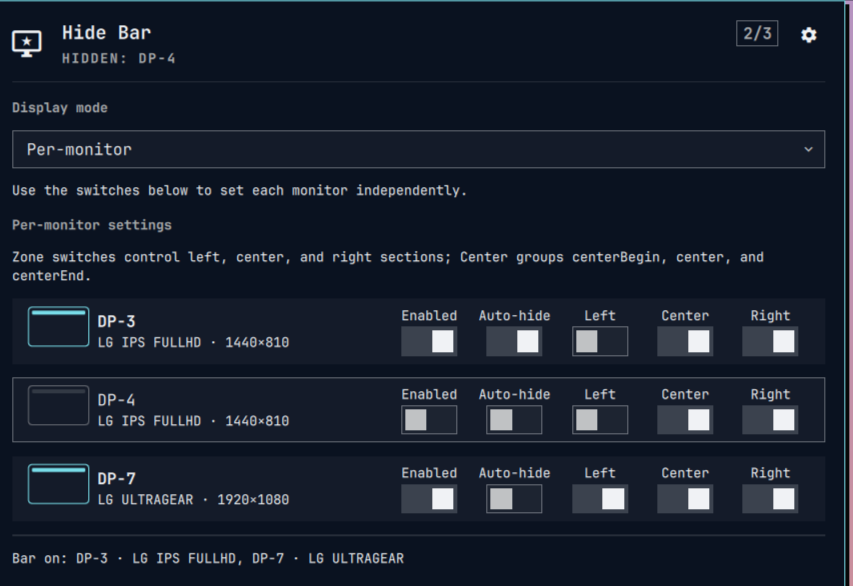 Hide Bar
HIDDEN: DP-4
2/3
Display mode
Per-monitor
Use the switches below to set each monitor independently.
Per-monitor settings
Zone switches control left, center, and right sections; Center groups centerBegin, center, and
centerEnd.
DP-3
LG IPS FULLHD · 1440×810
Enabled Auto-hide Left Center Right
DP-4
LG IPS FULLHD · 1440×810
Enabled Auto-hide Left Center Right
DP-7
LG ULTRAGEAR · 1920×1080
Enabled Auto-hide Left Center Right
Bar on: DP-3 · LG IPS FULLHD, DP-7 · LG ULTRAGEAR